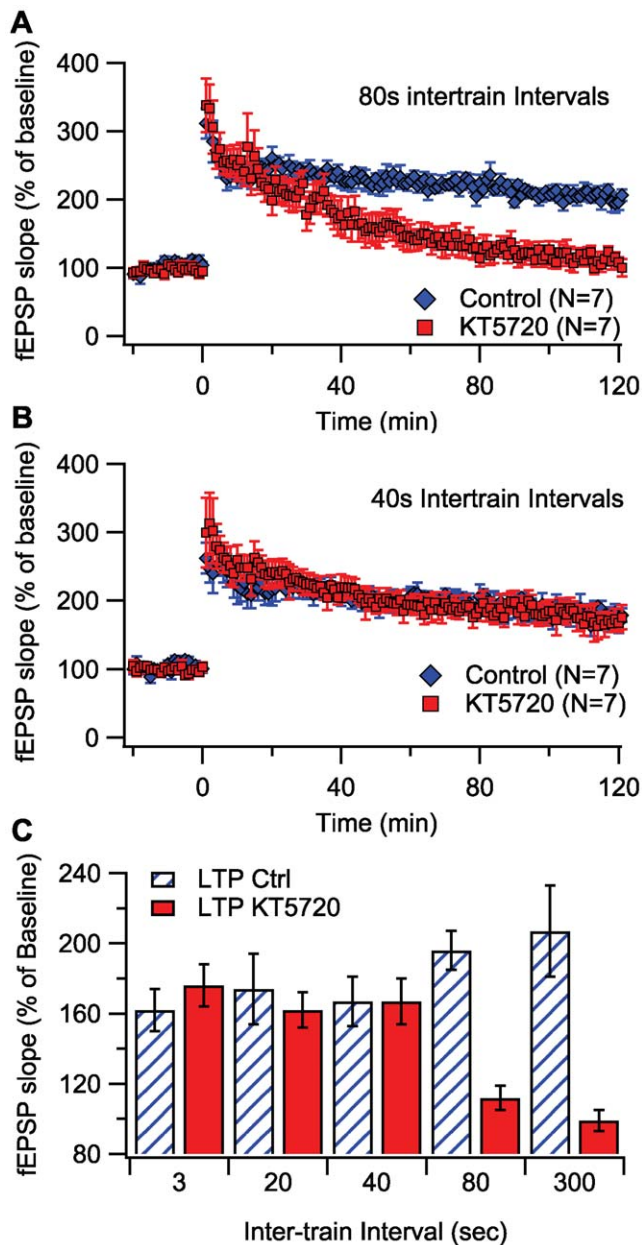 A
fEPSP slope (% of baseline)
400
300
200
100
0
80s intertrain Intervals
Control (N=7)
KT5720 (N=7)
0
40
80
120
Time (min)
B
fEPSP slope (% of baseline)
400
300
200
100
0
40s Intertrain Intervals
Control (N=7)
KT5720 (N=7)
0
40
80
120
Time (min)
C
fEPSP slope (% of Baseline)
240
200
160
120
80
LTP Ctrl
LTP KT5720
3
20
40
80
300
Inter-train Interval (sec)